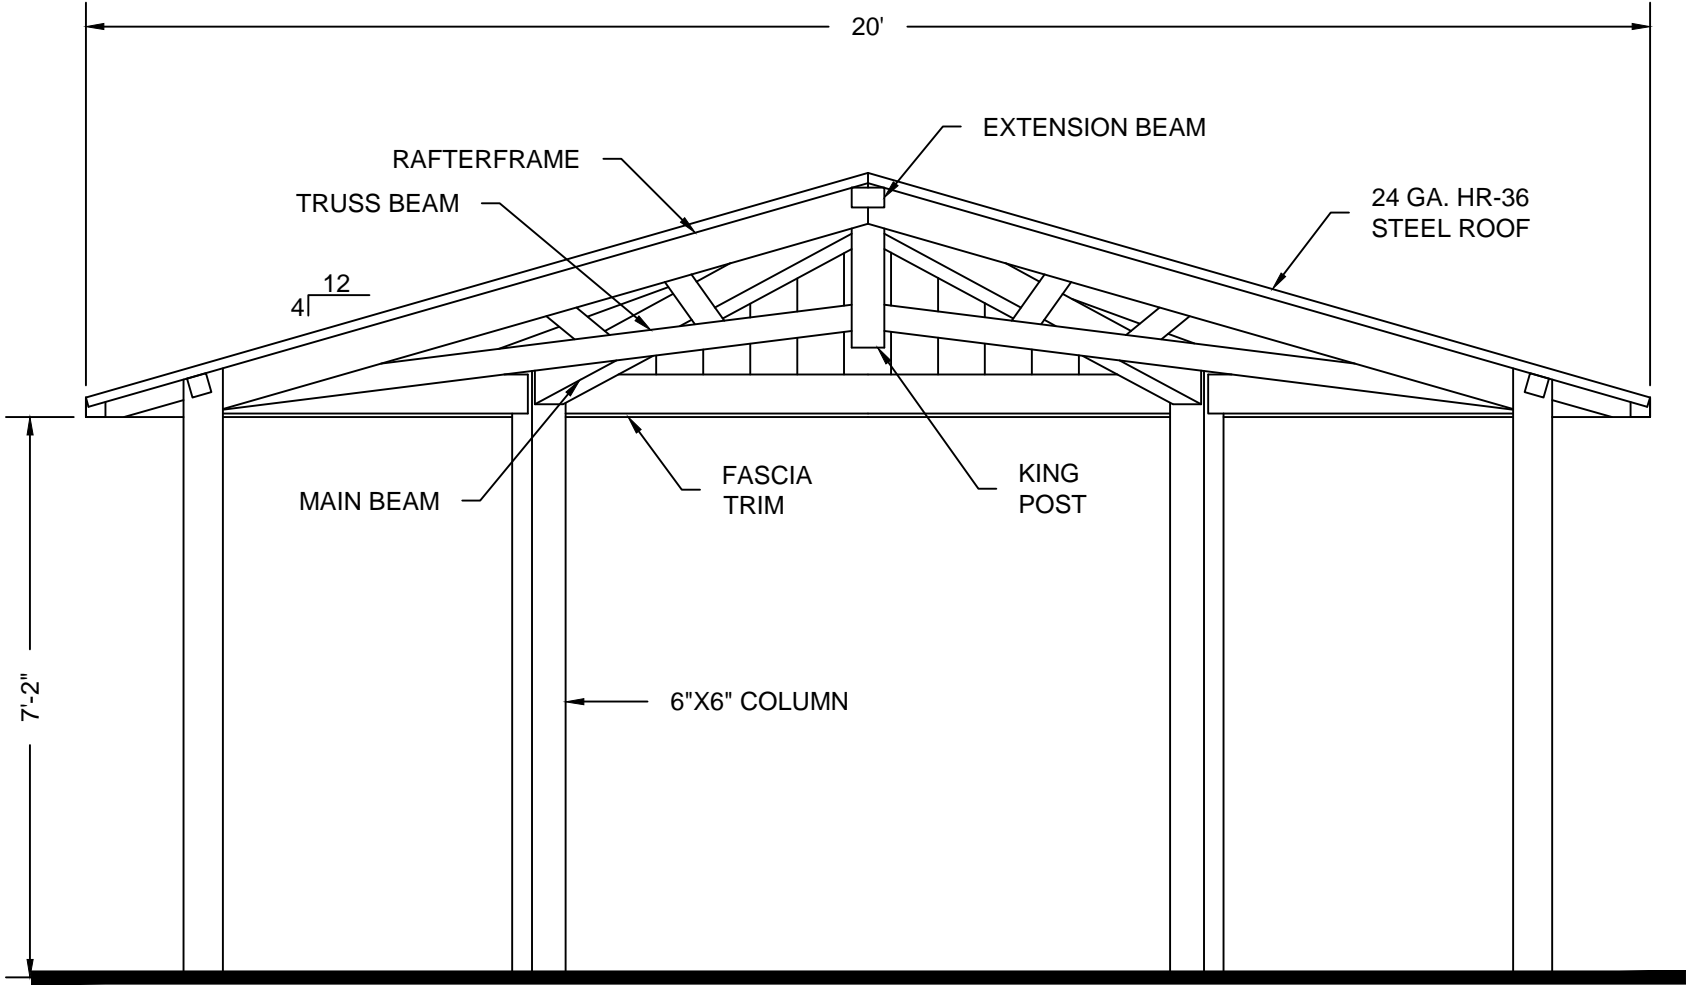 20'
EXTENSION BEAM
RAFTERFRAME
TRUSS BEAM
24 GA. HR-36
STEEL ROOF
12
4
MAIN BEAM
FASCIA
TRIM
KING
POST
7'-2"
6"X6" COLUMN